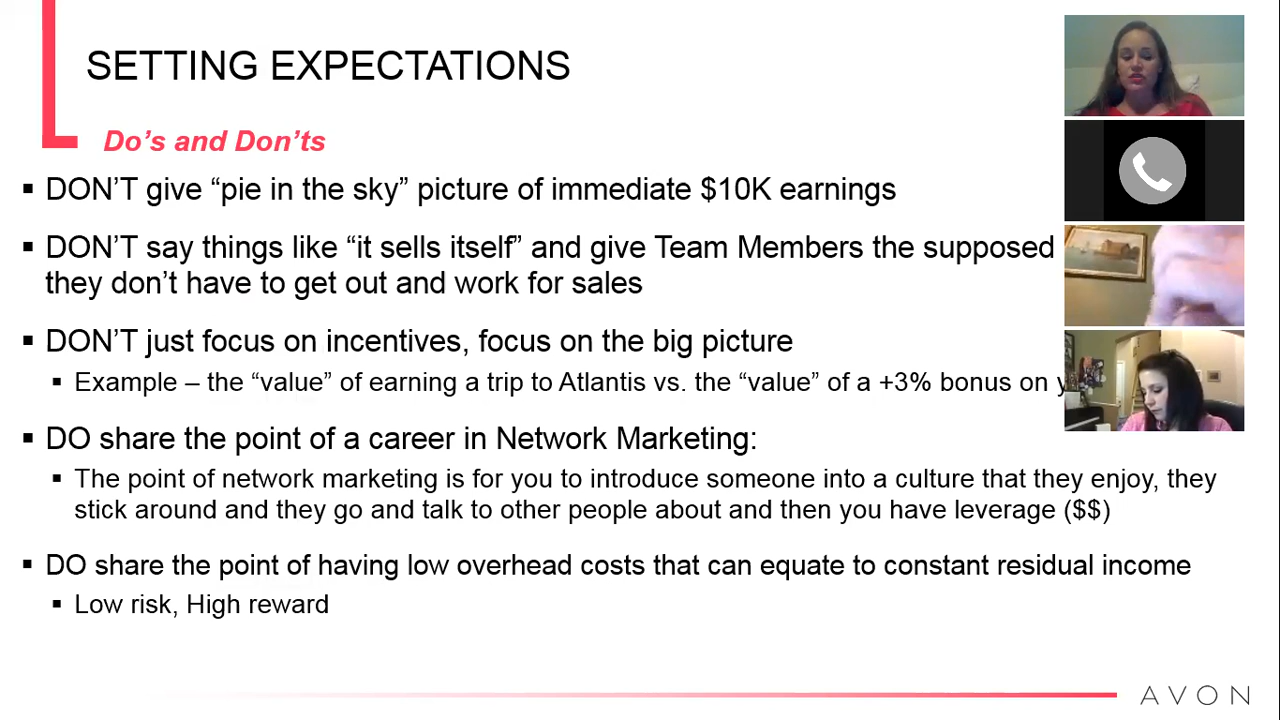 SETTING EXPECTATIONS
Do’s and Don’ts
▪ DON’T give “pie in the sky” picture of immediate $10K earnings
▪ DON’T say things like “it sells itself” and give Team Members the supposed
they don’t have to get out and work for sales
▪ DON’T just focus on incentives, focus on the big picture
▪ Example – the “value” of earning a trip to Atlantis vs. the “value” of a +3% bonus on
▪ DO share the point of a career in Network Marketing:
▪ The point of network marketing is for you to introduce someone into a culture that they enjoy, they
stick around and they go and talk to other people about and then you have leverage ($$)
▪ DO share the point of having low overhead costs that can equate to constant residual income
▪ Low risk, High reward
AVON